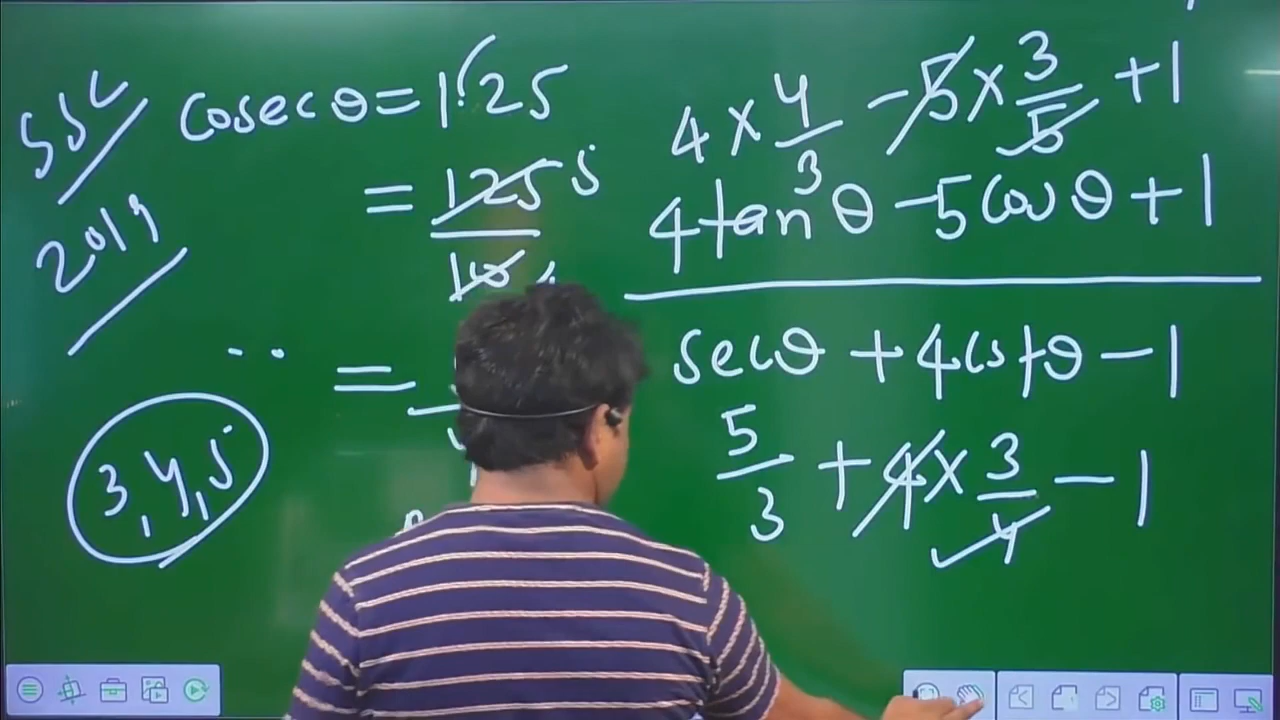 SSC
2019
cosec θ = 1.25
= 125 5
100
=
3, 4, 5
4 × 4/3 - 5 × 3/5 + 1
4 tan θ - 5 cos θ + 1
sec θ + 4 cot θ - 1
5/3 + 4 × 3/4 - 1